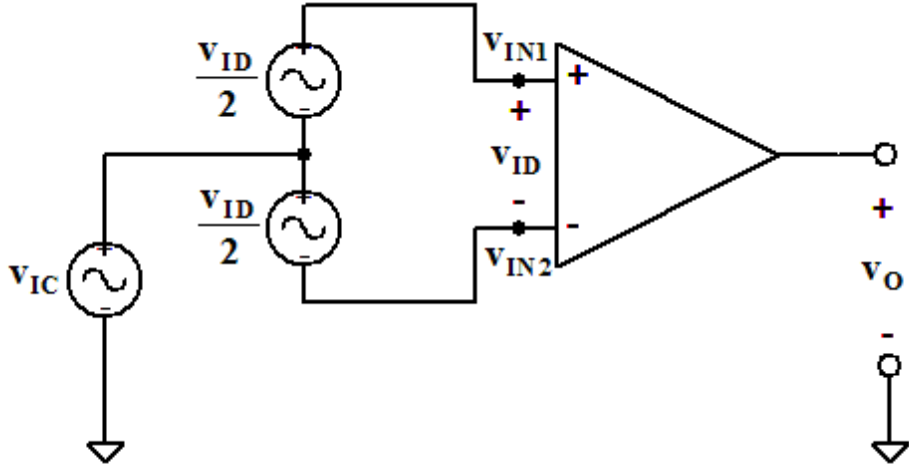 v_ID
2
+
-
v_IN1
+
+
v_ID
-
-
v_IN2
v_ID
2
+
-
v_IC
+
-
+
v_O
-